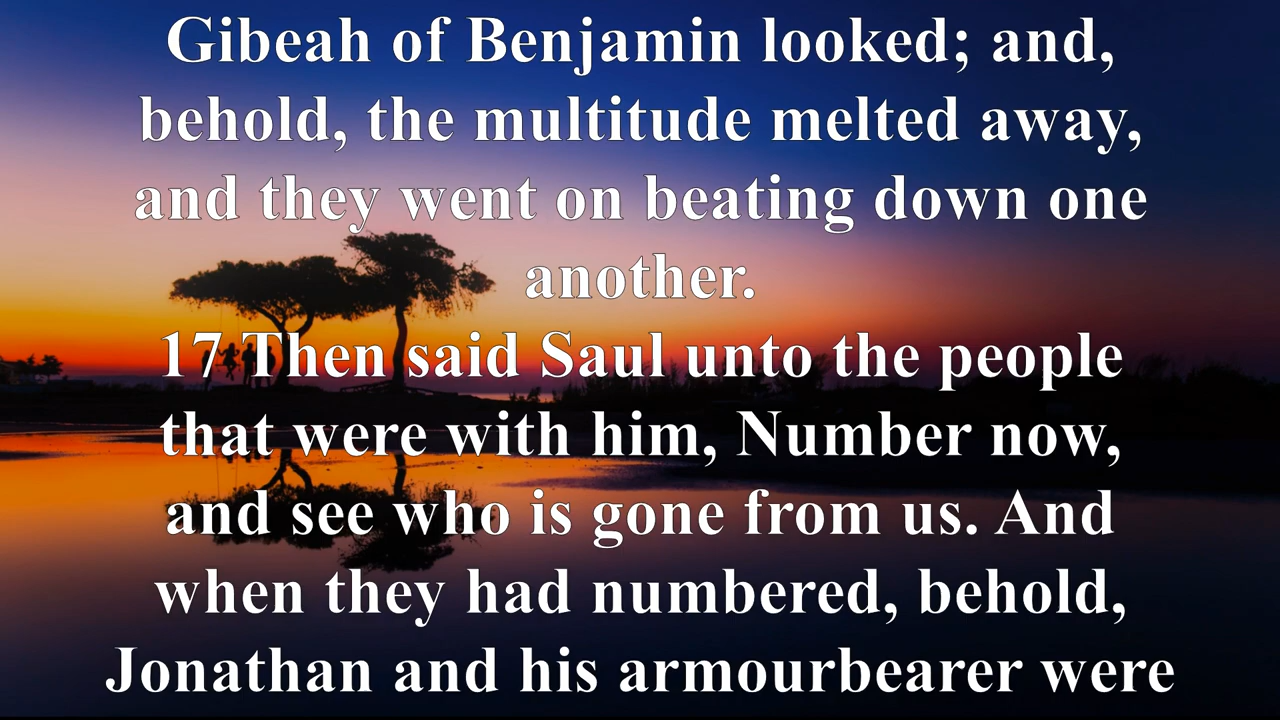 Gibeah of Benjamin looked; and,
behold, the multitude melted away,
and they went on beating down one
another.
17 Then said Saul unto the people
that were with him, Number now,
and see who is gone from us. And
when they had numbered, behold,
Jonathan and his armourbearer were